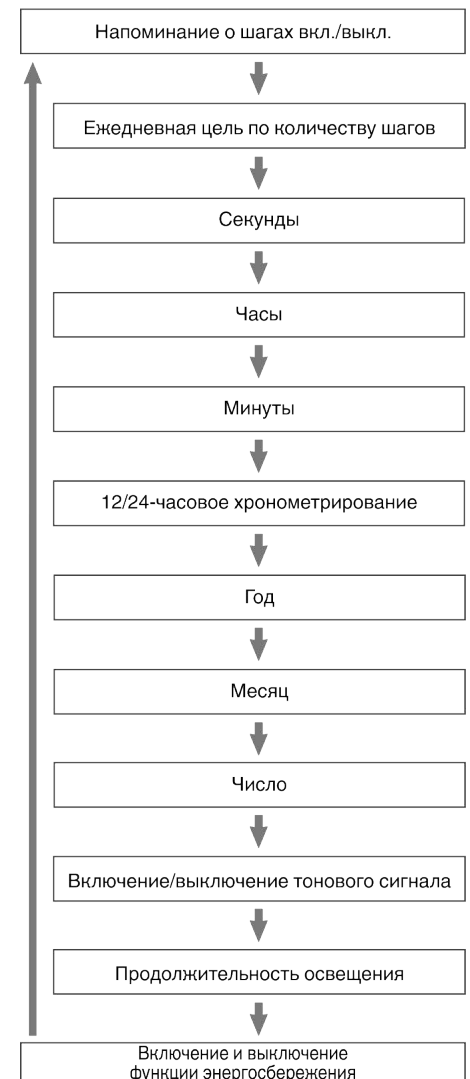 Напоминание о шагах вкл./выкл.
Ежедневная цель по количеству шагов
Секунды
Часы
Минуты
12/24-часовое хронометрирование
Год
Месяц
Число
Включение/выключение тонового сигнала
Продолжительность освещения
Включение и выключение
функции энергосбережения